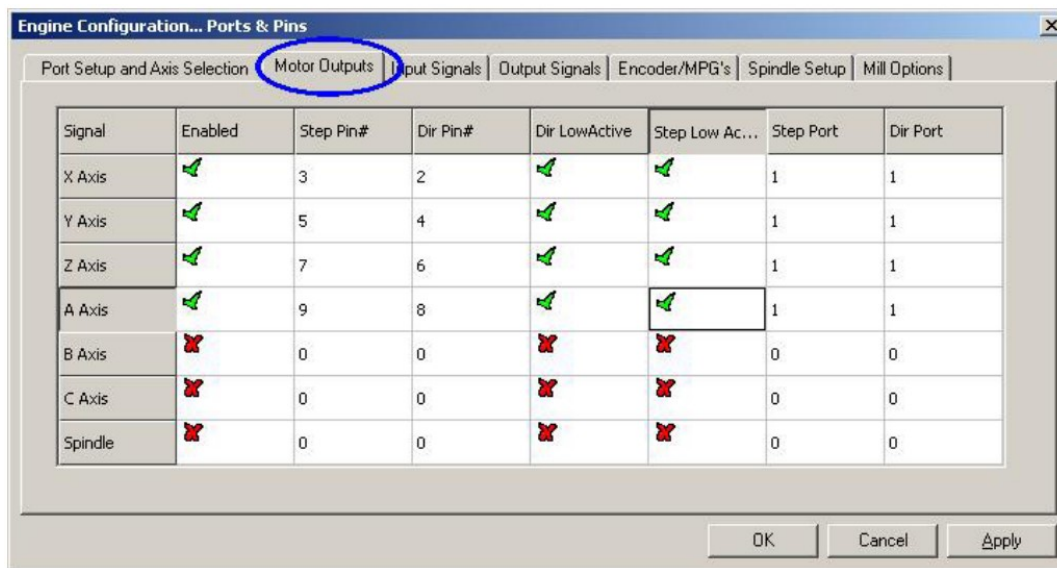 Engine Configuration... Ports & Pins
Port Setup and Axis Selection Motor Outputs Input Signals Output Signals Encoder/MPG's Spindle Setup Mill Options
Signal Enabled Step Pin# Dir Pin# Dir LowActive Step Low Ac... Step Port Dir Port
X Axis 3 2 1 1
Y Axis 5 4 1 1
Z Axis 7 6 1 1
A Axis 9 8 1 1
B Axis 0 0 0 0
C Axis 0 0 0 0
Spindle 0 0 0 0
OK Cancel Apply